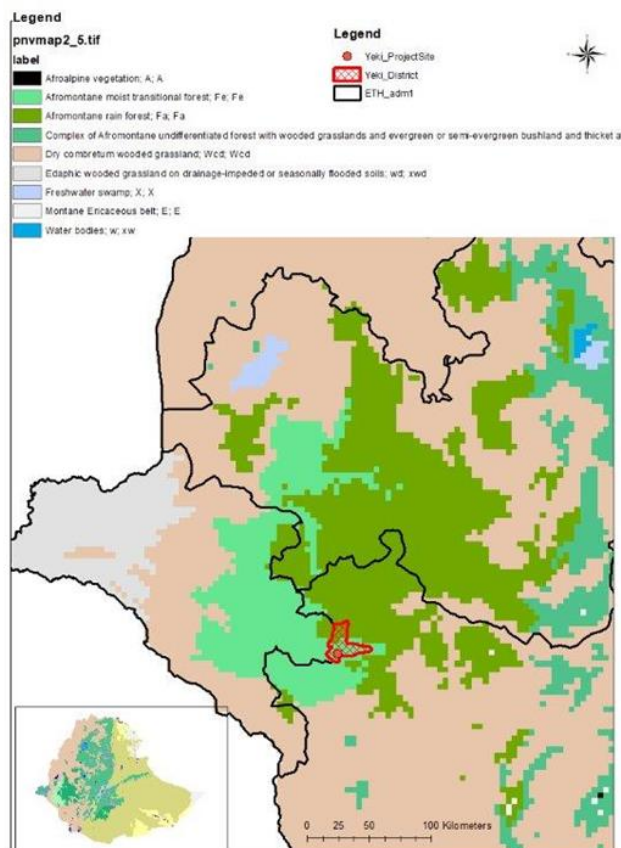 Legend
pnvmap2_5.tif
label
Afroalpine vegetation; A; A
Afromontane moist transitional forest; Fe; Fe
Afromontane rain forest; Fa; Fa
Complex of Afromontane undifferentiated forest with wooded grasslands and evergreen or semi-evergreen bushland and thicket a
Dry combretum wooded grassland; Wcd; Wcd
Edaphic wooded grassland on drainage-impeded or seasonally flooded soils; wd; xwd
Freshwater swamp; X; X
Montane Ericaceous belt; E; E
Water bodies; w; xw
Legend
Yeki_ProjectSite
Yeki_District
ETH_adm1
0 25 50 100 Kilometers